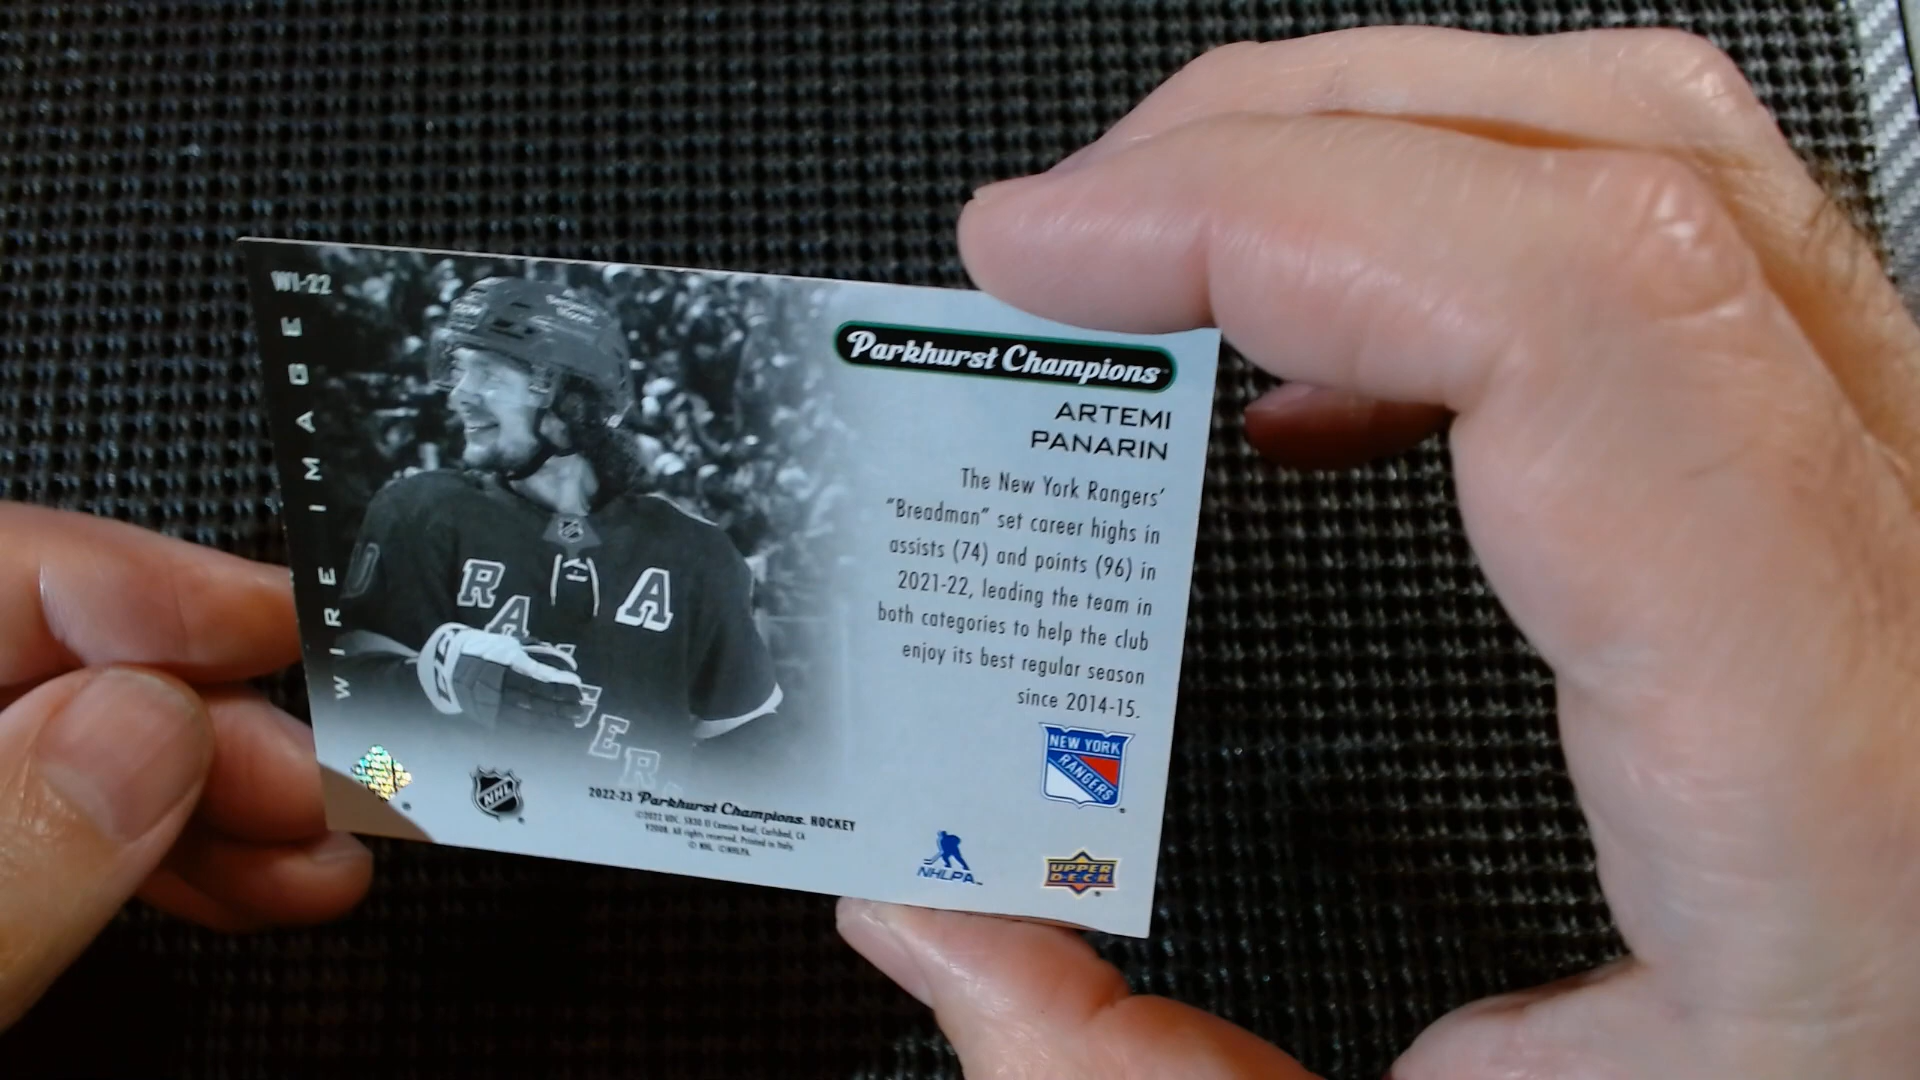 WI-22
WIRE IMAGE
Parkhurst Champions
ARTEMI
PANARIN
The New York Rangers'
"Breadman" set career highs in
assists (74) and points (96) in
2021-22, leading the team in
both categories to help the club
enjoy its best regular season
since 2014-15.
RA
GER
A
NEW YORK
RANGERS
NHL
2022-23 Parkhurst Champions. HOCKEY
©2022 UDC. 5830 El Camino Real, Carlsbad, CA
92008. All rights reserved. Printed in Italy.
© NHL. ©NHLPA.
NHLPA™
UPPER
DECK